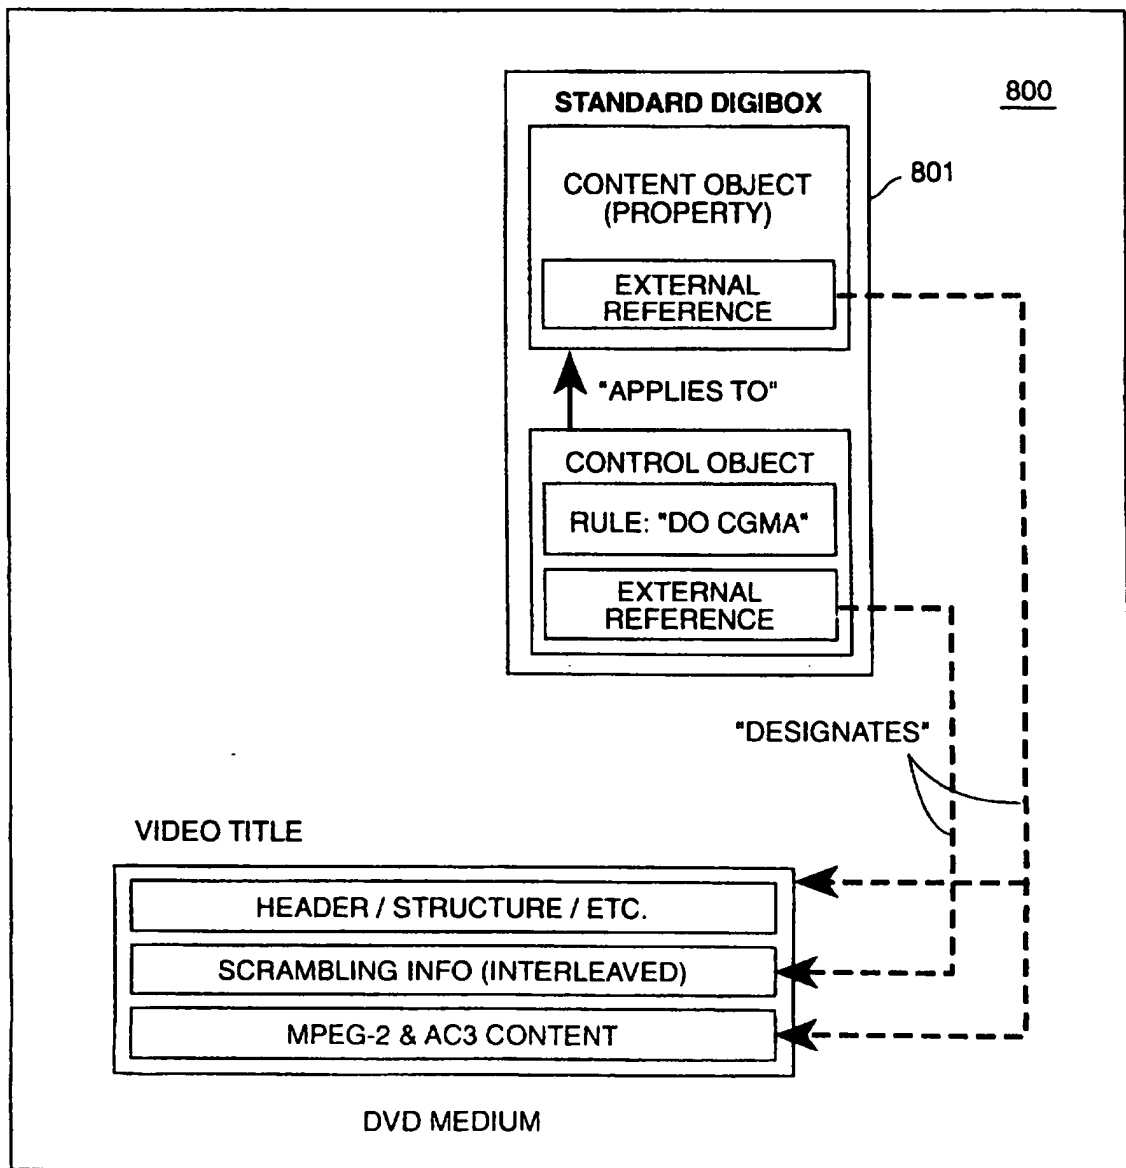 800
STANDARD DIGIBOX
801
CONTENT OBJECT
(PROPERTY)
EXTERNAL
REFERENCE
"APPLIES TO"
CONTROL OBJECT
RULE: "DO CGMA"
EXTERNAL
REFERENCE
"DESIGNATES"
VIDEO TITLE
HEADER / STRUCTURE / ETC.
SCRAMBLING INFO (INTERLEAVED)
MPEG-2 & AC3 CONTENT
DVD MEDIUM